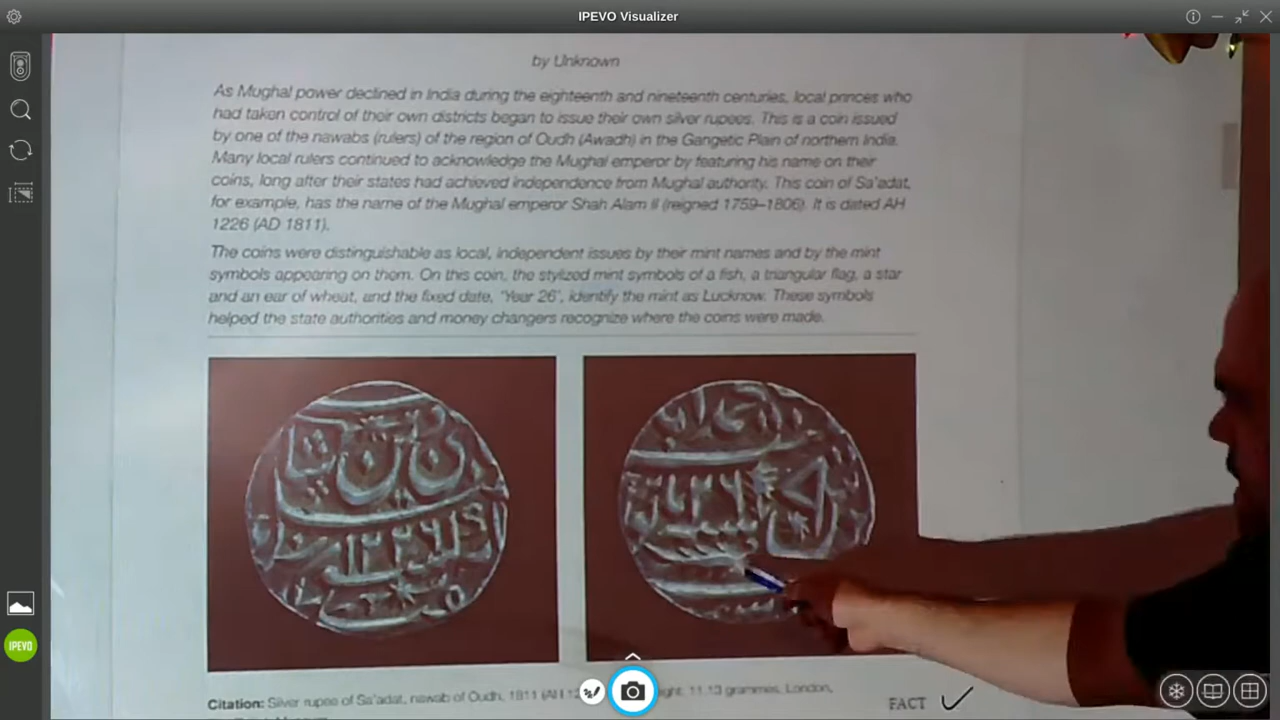 IPEVO Visualizer
by Unknown
As Mughal power declined in India during the eighteenth and nineteenth centuries, local princes who
had taken control of their own districts began to issue their own silver rupees. This is a coin issued
by one of the nawabs (rulers) of the region of Oudh (Awadh) in the Gangetic Plain of northern India.
Many local rulers continued to acknowledge the Mughal emperor by featuring his name on their
coins, long after their states had achieved independence from Mughal authority. This coin of Sa'adat,
for example, has the name of the Mughal emperor Shah Alam II (reigned 1759–1806). It is dated AH
1226 (AD 1811).
The coins were distinguishable as local, independent issues by their mint names and by the mint
symbols appearing on them. On this coin, the stylized mint symbols of a fish, a triangular flag, a star
and an ear of wheat, and the fixed date, 'Year 26', identify the mint as Lucknow. These symbols
helped the state authorities and money changers recognize where the coins were made.
١٢٢٦
٢٦
Citation: Silver rupee of Sa'adat, nawab of Oudh, 1811 (AH 11.13 grammes, London,
FACT
IPEVO